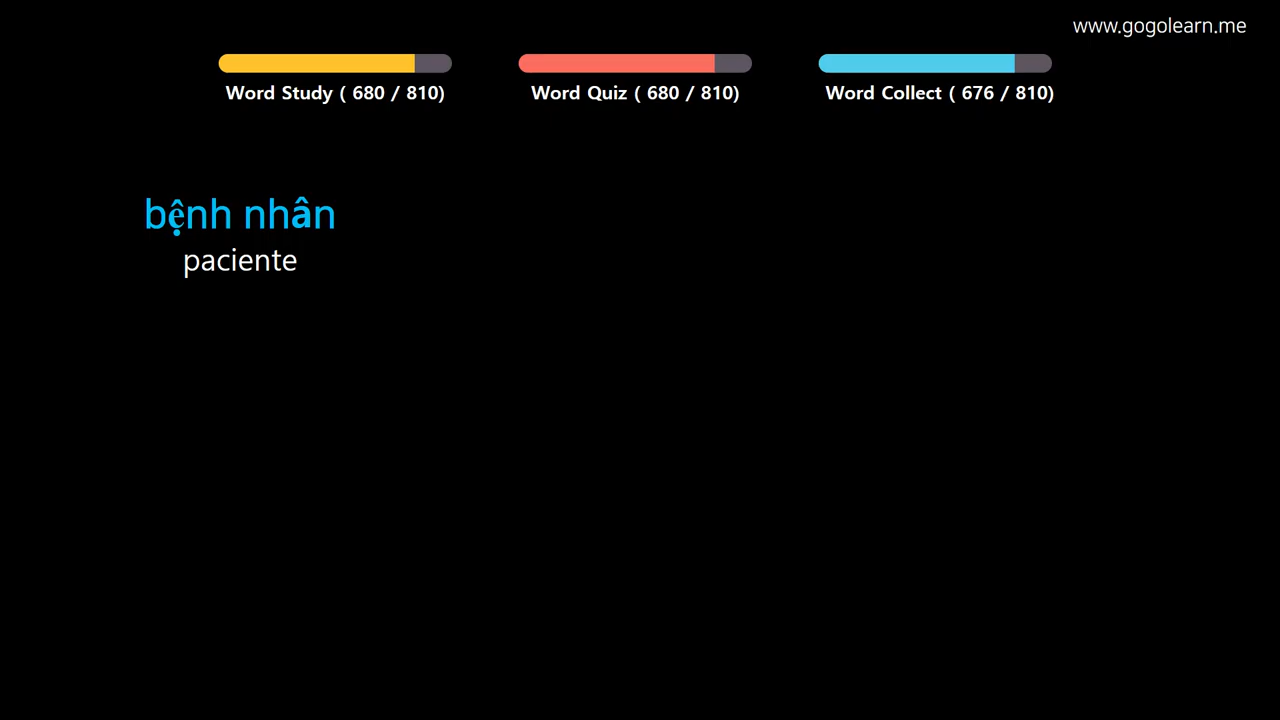 www.gogolearn.me
Word Study ( 680 / 810)
Word Quiz ( 680 / 810)
Word Collect ( 676 / 810)
bệnh nhân
paciente